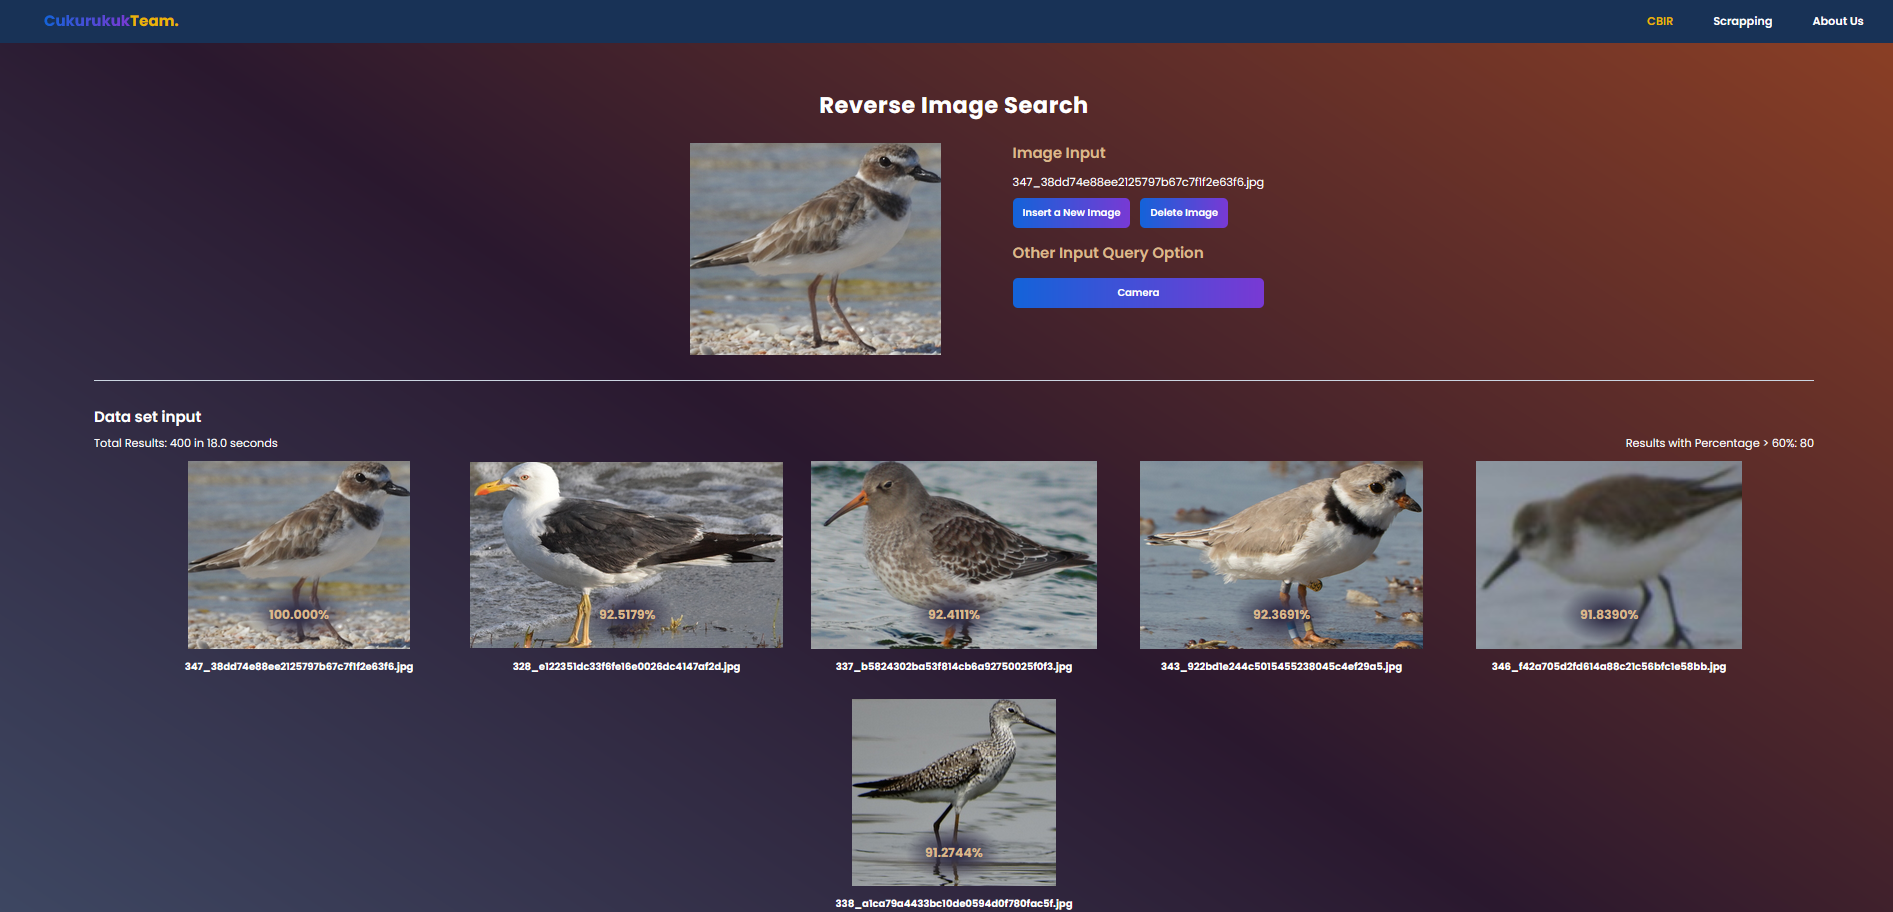 CukurukukTeam.
CBIR
Scrapping
About Us
Reverse Image Search
Image Input
347_38dd74e88ee2125797b67c7f1f2e63f6.jpg
Insert a New Image
Delete Image
Other Input Query Option
Camera
Data set input
Total Results: 400 in 18.0 seconds
Results with Percentage > 60%: 80
100.000%
92.5179%
92.4111%
92.3691%
91.8390%
347_38dd74e88ee2125797b67c7f1f2e63f6.jpg
328_e122351dc33f6fe16e0026dc4147af2d.jpg
337_b5824302ba53f814cb6a92750025f0f3.jpg
343_922bd1e244c5015455238045c4ef29a5.jpg
346_f42a705d2fd614a88c21c56bfc1e58bb.jpg
91.2744%
338_a1ca79a4433bc10de0594d0f780fac5f.jpg